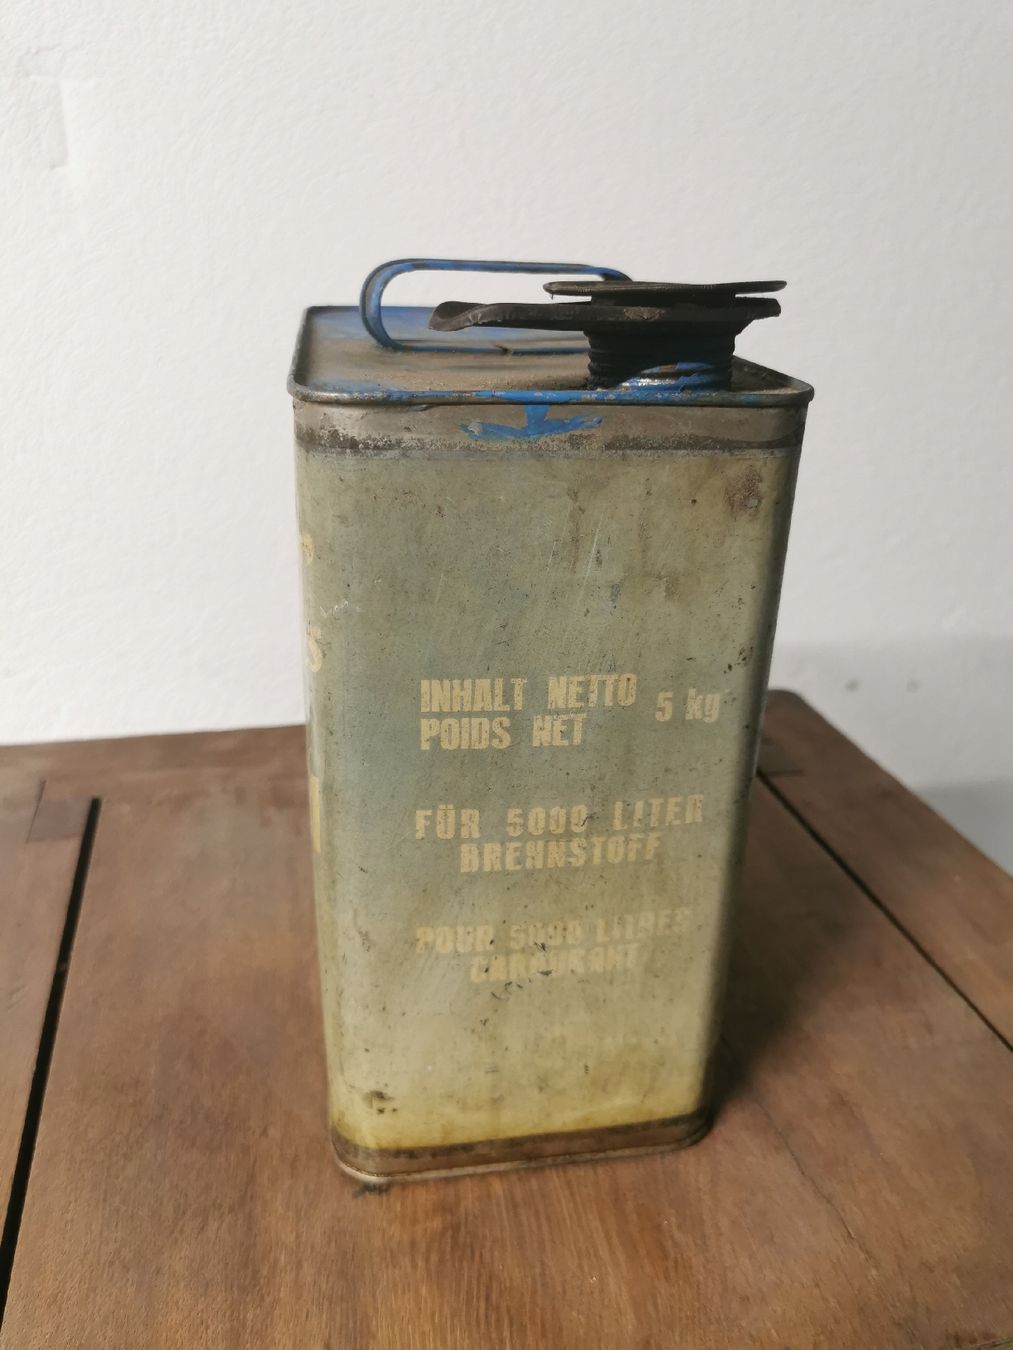 INHALT NETTO
POIDS NET
5 kg
FÜR 5000 LITER
BRENNSTOFF
POUR 5000 LITRES
CARBURANT